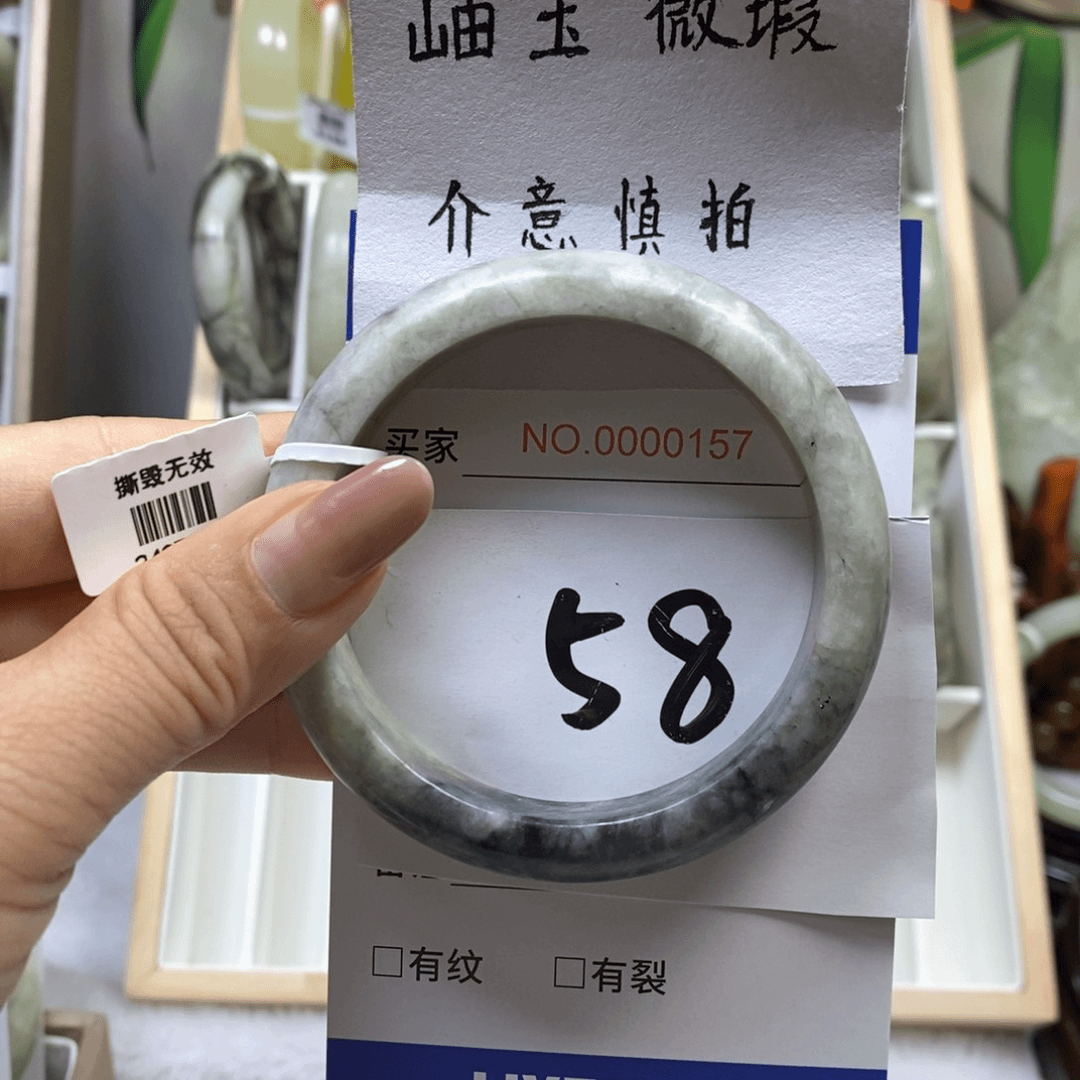 岫玉 微瑕
介意慎拍
买家 NO.0000157
撕毁无效
58
□有纹 □有裂